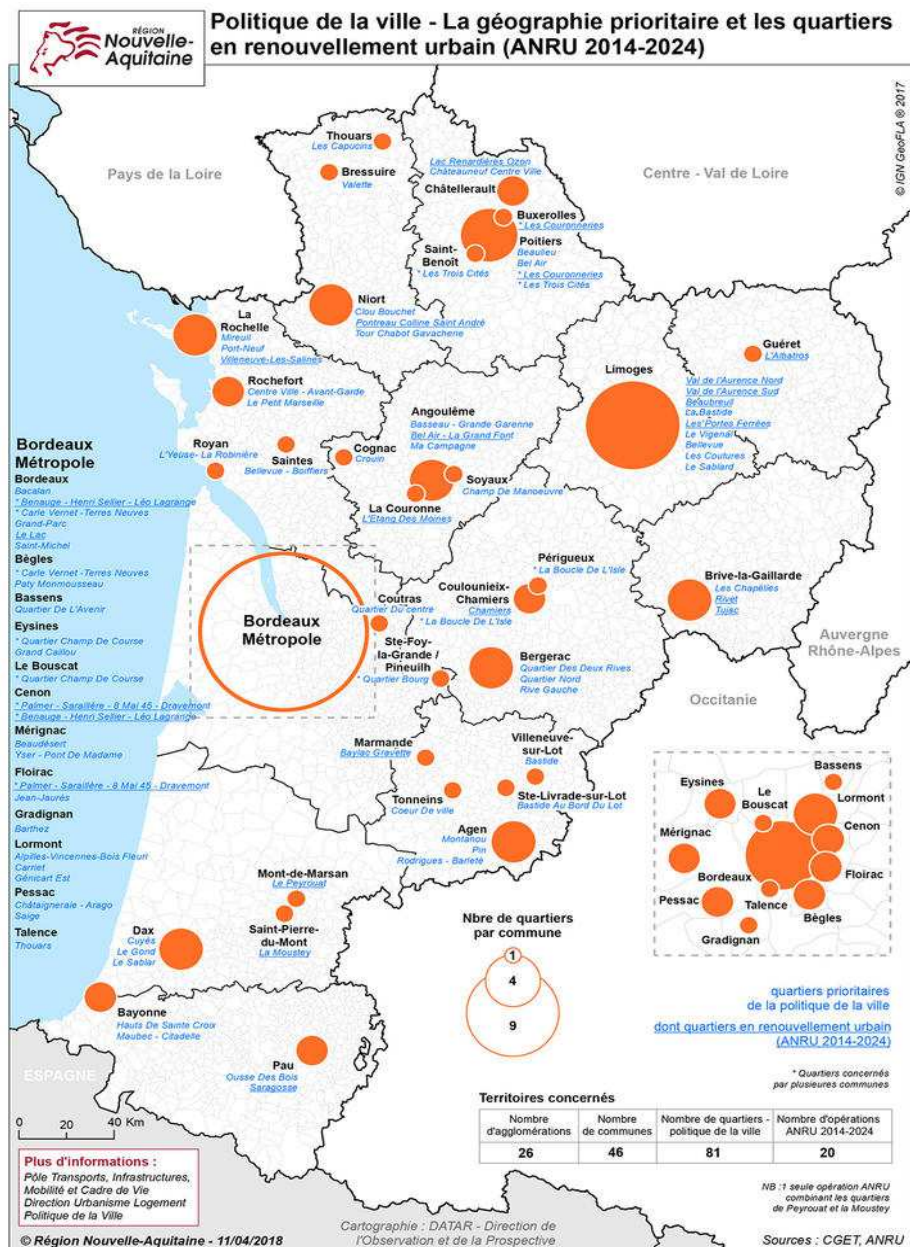 RÉGION
Nouvelle-
Aquitaine
Politique de la ville - La géographie prioritaire et les quartiers
en renouvellement urbain (ANRU 2014-2024)
© IGN GeoFLA ® 2017
Pays de la Loire
Centre - Val de Loire
Thouars
Les Capucins
Bressuire
Valette
Lac Renardières Ozon
Châteauneuf Centre Ville
Châtellerault
Buxerolles
* Les Couronneries
Poitiers
Beaulieu
Bel Air
* Les Couronneries
* Les Trois Cités
Saint-
Benoît
* Les Trois Cités
Niort
Clou Bouchet
Pontreau Colline Saint André
Tour Chabot Gavacherie
La
Rochelle
Mireuil
Port-Neuf
Villeneuve-Les-Salines
Rochefort
Centre Ville - Avant-Garde
Le Petit Marseille
Royan
L'Yeuse- La Robinière
Saintes
Bellevue - Boiffiers
Cognac
Crouin
Angoulême
Basseau - Grande Garenne
Bel Air - La Grand Font
Ma Campagne
Soyaux
Champ De Manoeuvre
La Couronne
L'Etang Des Moines
Limoges
Val de l'Aurence Nord
Val de l'Aurence Sud
Beaubreuil
La Bastide
Les Portes Ferrées
Le Vigenal
Bellevue
Les Coutures
Le Sablard
Guéret
L'Albatros
Périgueux
* La Boucle De L'Isle
Coulounieix-
Chamiers
Chamiers
* La Boucle De L'Isle
Brive-la-Gaillarde
Les Chapélies
Rivet
Tujac
Auvergne
Rhône-Alpes
Occitanie
Bergerac
Quartier Des Deux Rives
Quartier Nord
Rive Gauche
Coutras
Quartier Du centre
Ste-Foy-
la-Grande /
Pineuilh
* Quartier Bourg
Bordeaux
Métropole
Bordeaux
Métropole
Bordeaux
Bacalan
* Benauge - Henri Sellier - Léo Lagrange
* Carle Vernet -Terres Neuves
Grand-Parc
Le Lac
Saint-Michel
Bègles
* Carle Vernet -Terres Neuves
Paty Monmousseau
Bassens
Quartier De L'Avenir
Eysines
* Quartier Champ De Course
Grand Caillou
Le Bouscat
* Quartier Champ De Course
Cenon
* Palmer - Saraillère - 8 Mai 45 - Dravemont
* Benauge - Henri Sellier - Léo Lagrange
Mérignac
Beaudésert
Yser - Pont De Madame
Floirac
* Palmer - Saraillère - 8 Mai 45 - Dravemont
Jean-Jaurès
Gradignan
Barthez
Lormont
Alpilles-Vincennes-Bois Fleuri
Carriet
Génicart Est
Pessac
Châtaigneraie - Arago
Saige
Talence
Thouars
Marmande
Baylac Gravette
Villeneuve-
sur-Lot
Bastide
Tonneins
Coeur De ville
Ste-Livrade-sur-Lot
Bastide Au Bord Du Lot
Agen
Montanou
Pin
Rodrigues - Barleté
Mont-de-Marsan
Le Peyrouat
Saint-Pierre-
du-Mont
La Moustey
Dax
Cuyès
Le Gond
Le Sablar
Bayonne
Hauts De Sainte Croix
Maubec - Citadelle
Pau
Ousse Des Bois
Saragosse
ESPAGNE
Bassens
Eysines
Le
Bouscat
Lormont
Cenon
Mérignac
Bordeaux
Floirac
Pessac
Talence
Bègles
Gradignan
Nbre de quartiers
par commune
1
4
9
quartiers prioritaires
de la politique de la ville
dont quartiers en renouvellement urbain
(ANRU 2014-2024)
* Quartiers concernés
par plusieures communes
Territoires concernés
Nombre d'agglomérations
Nombre de communes
Nombre de quartiers - politique de la ville
Nombre d'opérations ANRU 2014-2024
26 46 81 20
NB :1 seule opération ANRU
combinant les quartiers
de Peyrouat et la Moustey
0 20 40 Km
Plus d'informations :
Pôle Transports, Infrastructures,
Mobilité et Cadre de Vie
Direction Urbanisme Logement
Politique de la Ville
© Région Nouvelle-Aquitaine - 11/04/2018
Cartographie : DATAR - Direction de
l'Observation et de la Prospective
Sources : CGET, ANRU